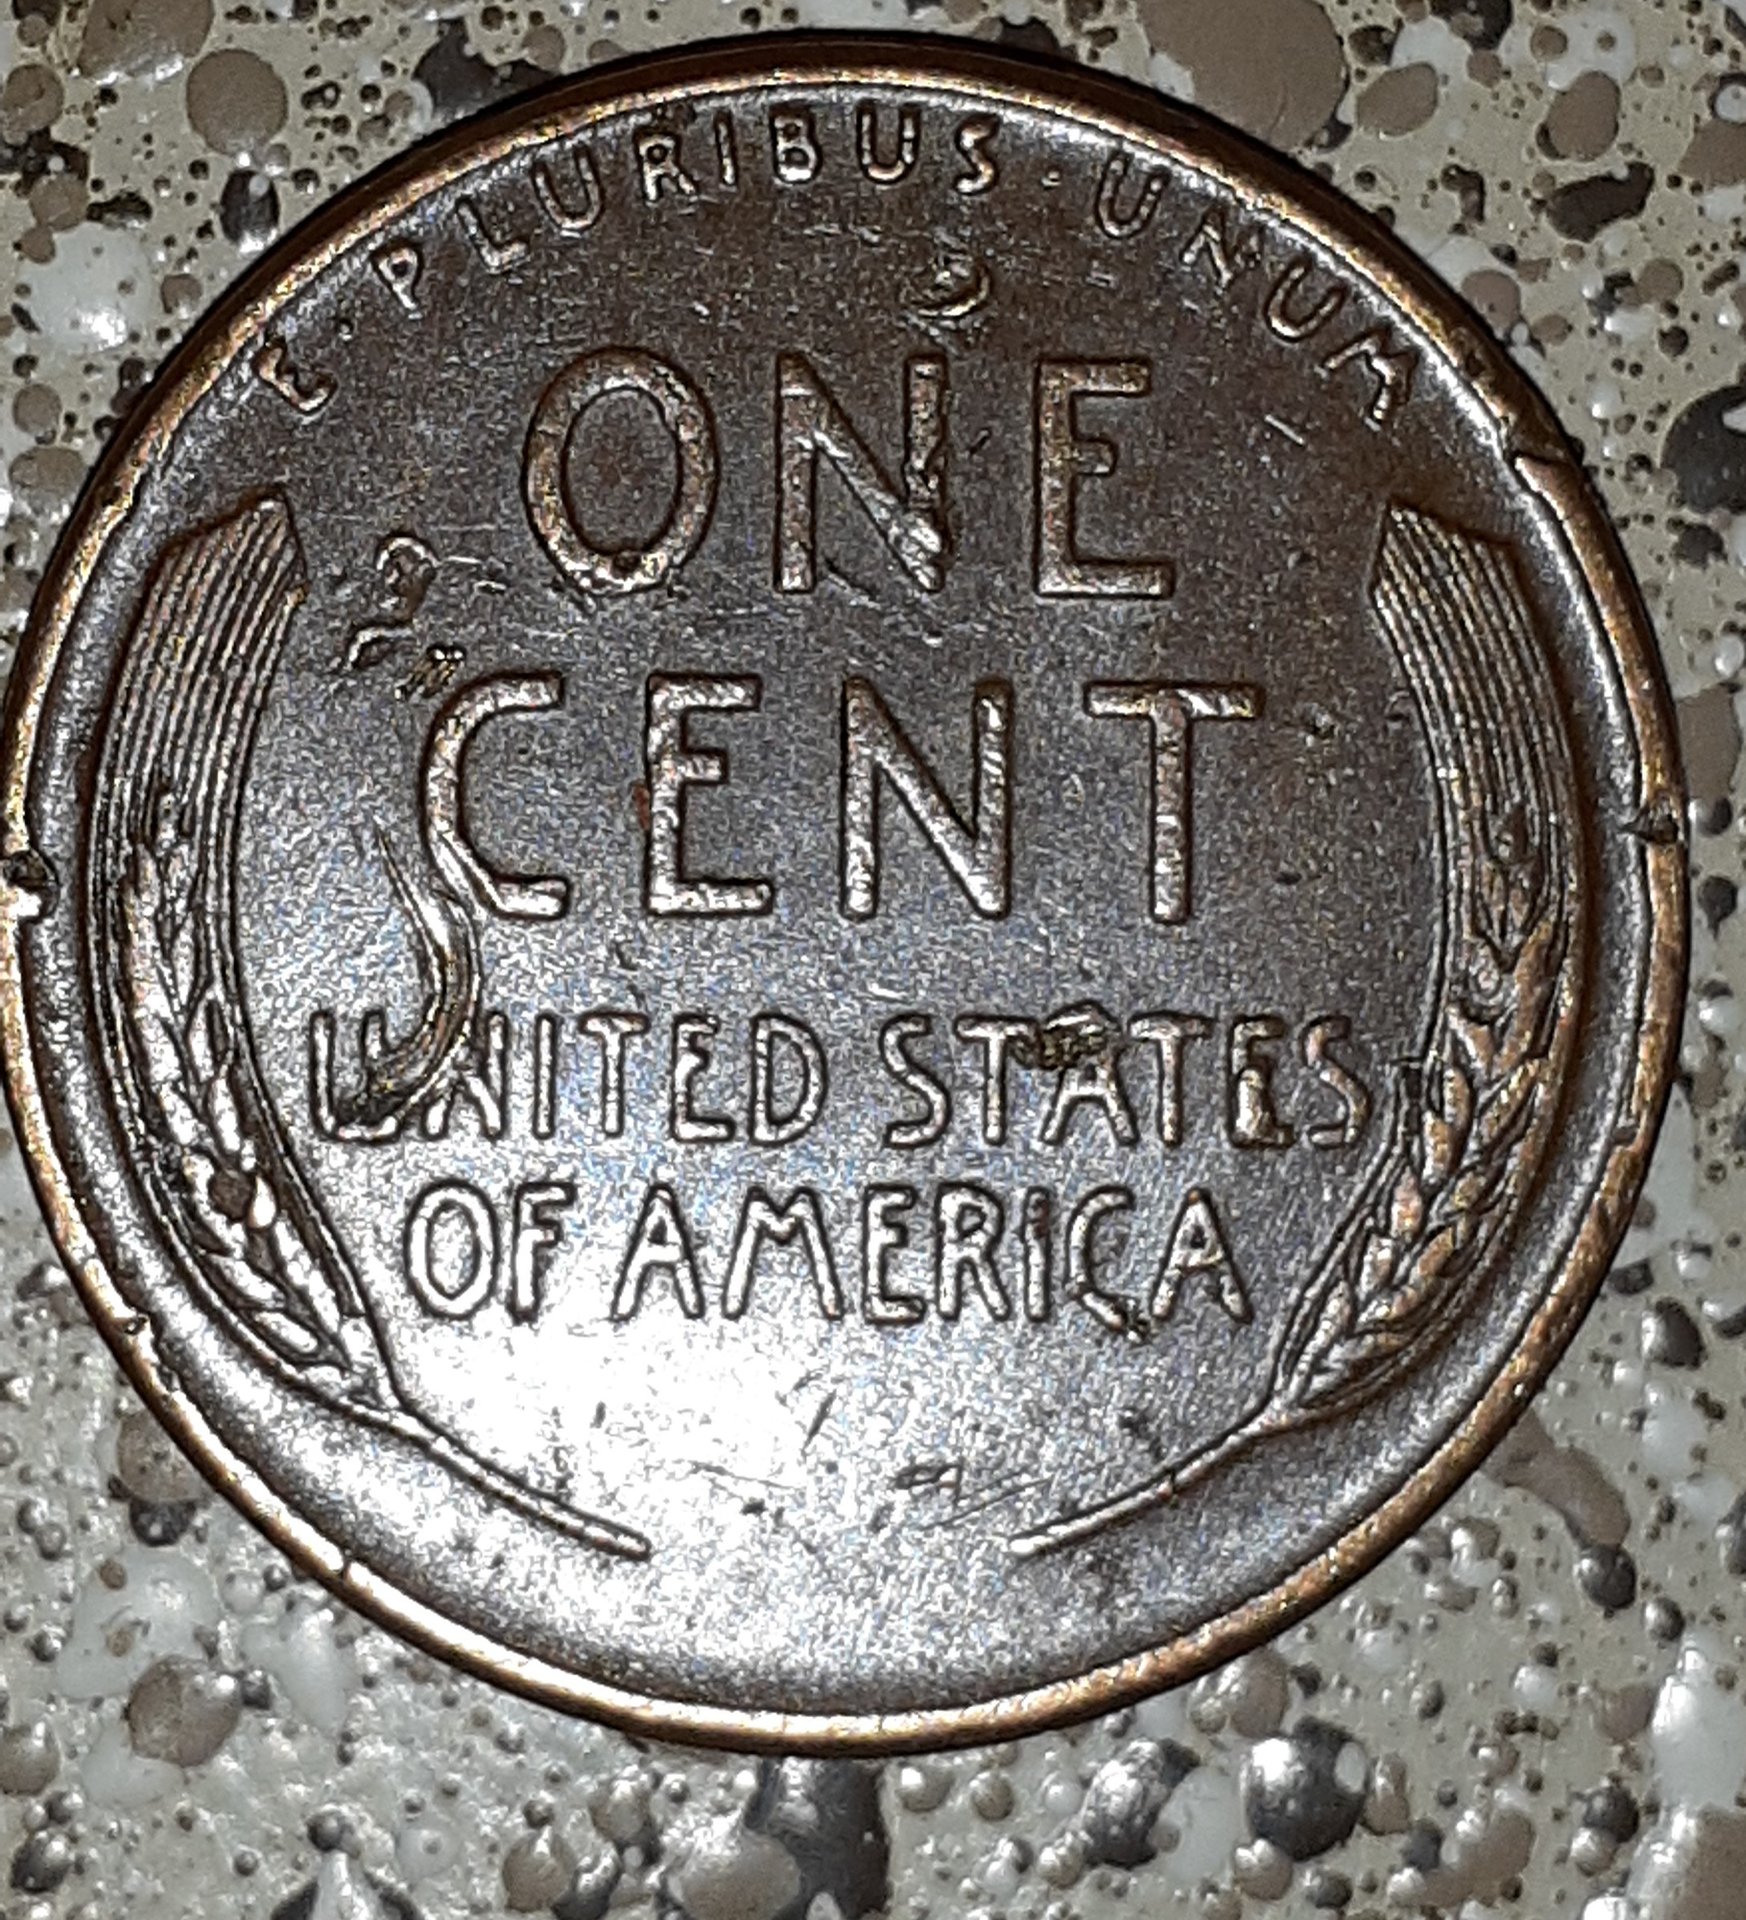 E · PLURIBUS · UNUM
ONE
CENT
UNITED STATES
OF AMERICA